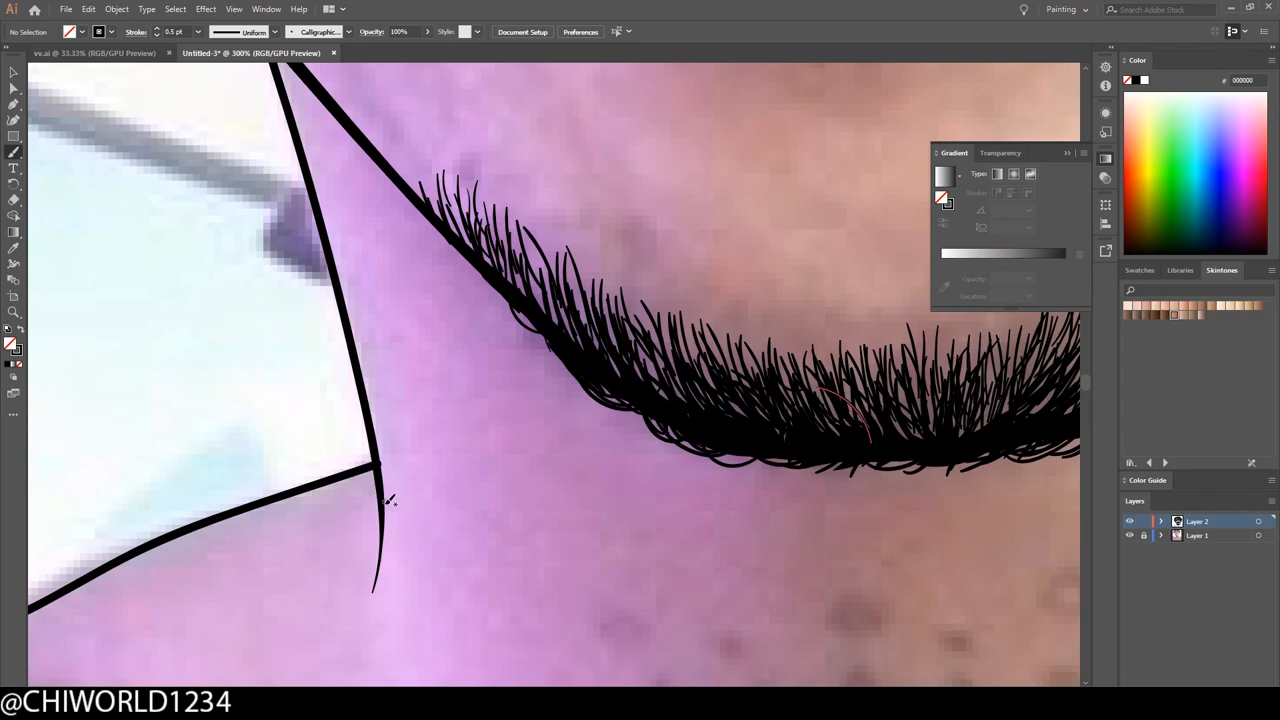 Ai File Edit Object Type Select Effect View Window Help Painting Search Adobe Stock
No Selection Stroke: 0.5 pt Uniform Calligraphic... Opacity: 100% Style: Document Setup Preferences
vv.ai @ 33.33% (RGB/GPU Preview) × Untitled-3* @ 300% (RGB/GPU Preview) ×
Color
# 000000
Gradient Transparency
Type:
Stroke:
Opacity:
Location:
Swatches Libraries Skintones
Color Guide
Layers
Layer 2
Layer 1
@CHIWORLD1234